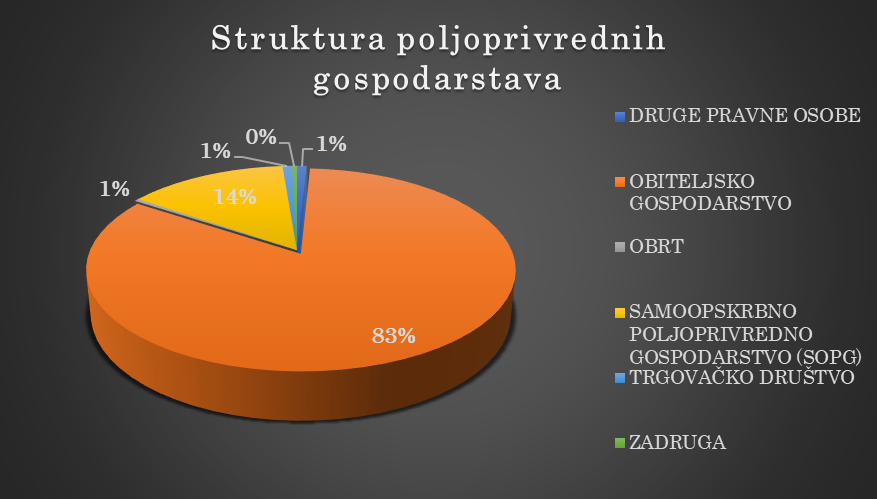 Struktura poljoprivrednih
gospodarstava
DRUGE PRAVNE OSOBE
OBITELJSKO
GOSPODARSTVO
OBRT
SAMOOPSKRBNO
POLJOPRIVREDNO
GOSPODARSTVO (SOPG)
TRGOVAČKO DRUŠTVO
ZADRUGA
0%
1%
1%
1%
14%
83%